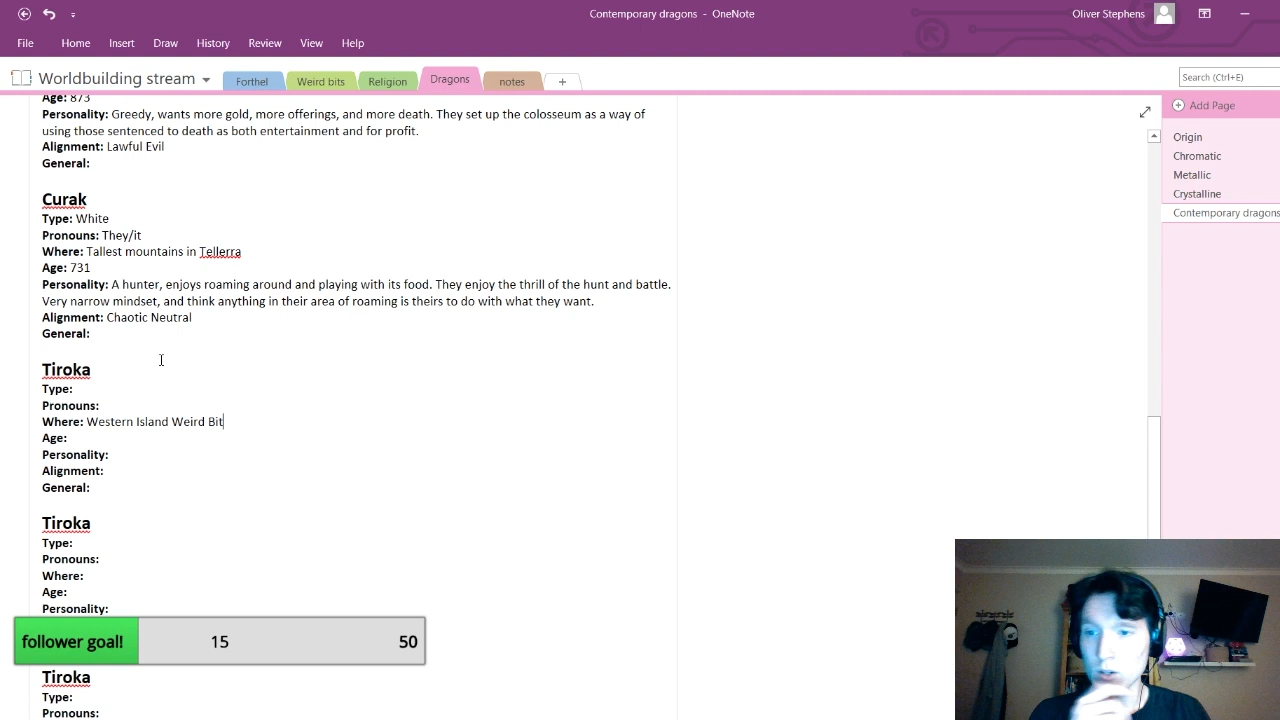 Contemporary dragons - OneNote
Oliver Stephens
File Home Insert Draw History Review View Help
Worldbuilding stream Forthel Weird bits Religion Dragons notes
Search (Ctrl+E)
Age: 873
Personality: Greedy, wants more gold, more offerings, and more death. They set up the colosseum as a way of
using those sentenced to death as both entertainment and for profit.
Alignment: Lawful Evil
General:
Curak
Type: White
Pronouns: They/it
Where: Tallest mountains in Tellerra
Age: 731
Personality: A hunter, enjoys roaming around and playing with its food. They enjoy the thrill of the hunt and battle.
Very narrow mindset, and think anything in their area of roaming is theirs to do with what they want.
Alignment: Chaotic Neutral
General:
Tiroka
Type:
Pronouns:
Where: Western Island Weird Bit
Age:
Personality:
Alignment:
General:
Tiroka
Type:
Pronouns:
Where:
Age:
Personality:
follower goal! 15 50
Tiroka
Type:
Pronouns:
Add Page
Origin
Chromatic
Metallic
Crystalline
Contemporary dragons